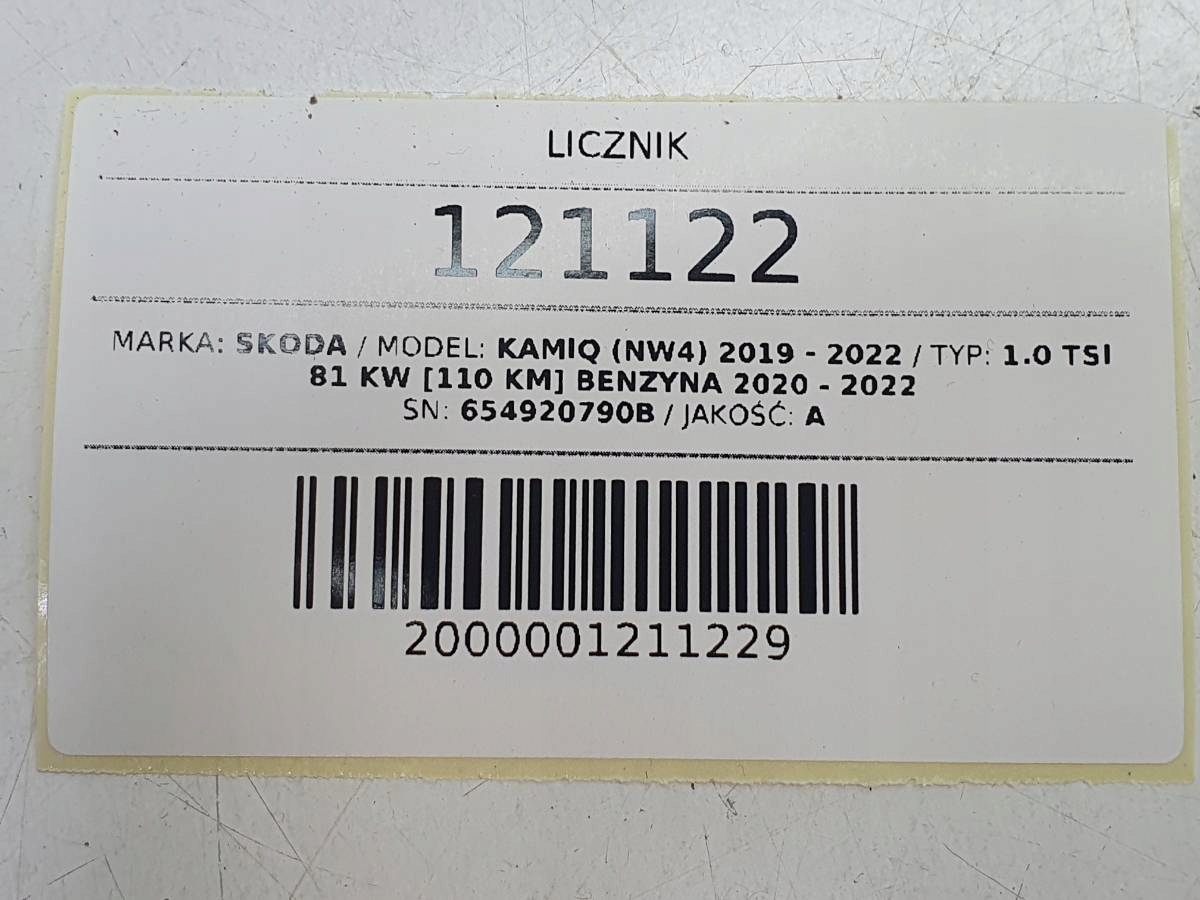 LICZNIK
121122
MARKA: SKODA / MODEL: KAMIQ (NW4) 2019 - 2022 / TYP: 1.0 TSI
81 KW [110 KM] BENZYNA 2020 - 2022
SN: 654920790B / JAKOŚĆ: A
2000001211229